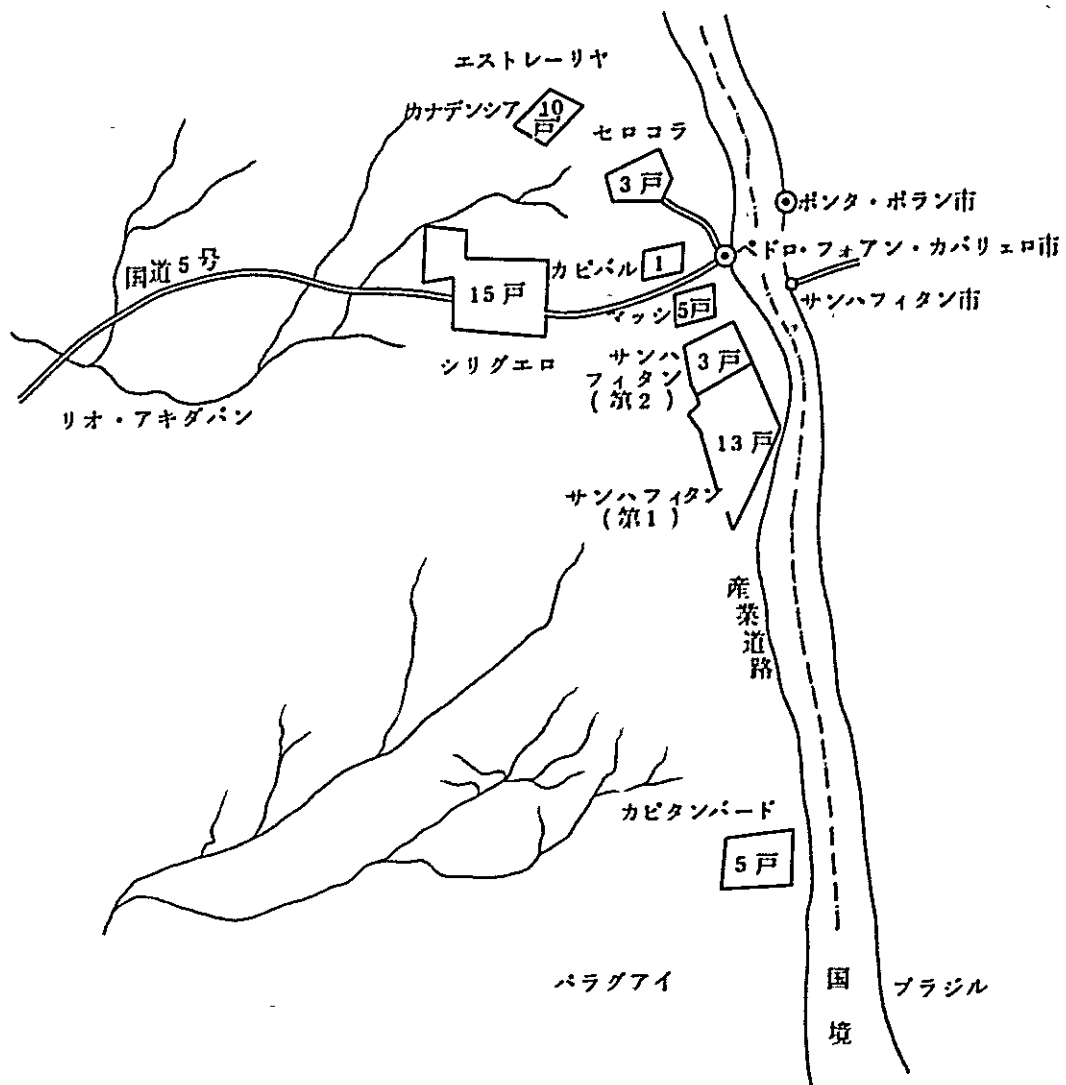 エストレーリヤ
カナデンシア
10
戸
セロコラ
3戸
ポンタ・ポラン市
ペドロ・フォアン・カバリェロ市
国道5号
カピバル
1
サンハフィタン市
15戸
マッシ
5戸
シリグエロ
サンハ
フィタン
(第2)
3戸
リオ・アキダバン
13戸
サンハフィタン
(第1)
産業道路
カピタンバード
5戸
パラグアイ
国境
ブラジル